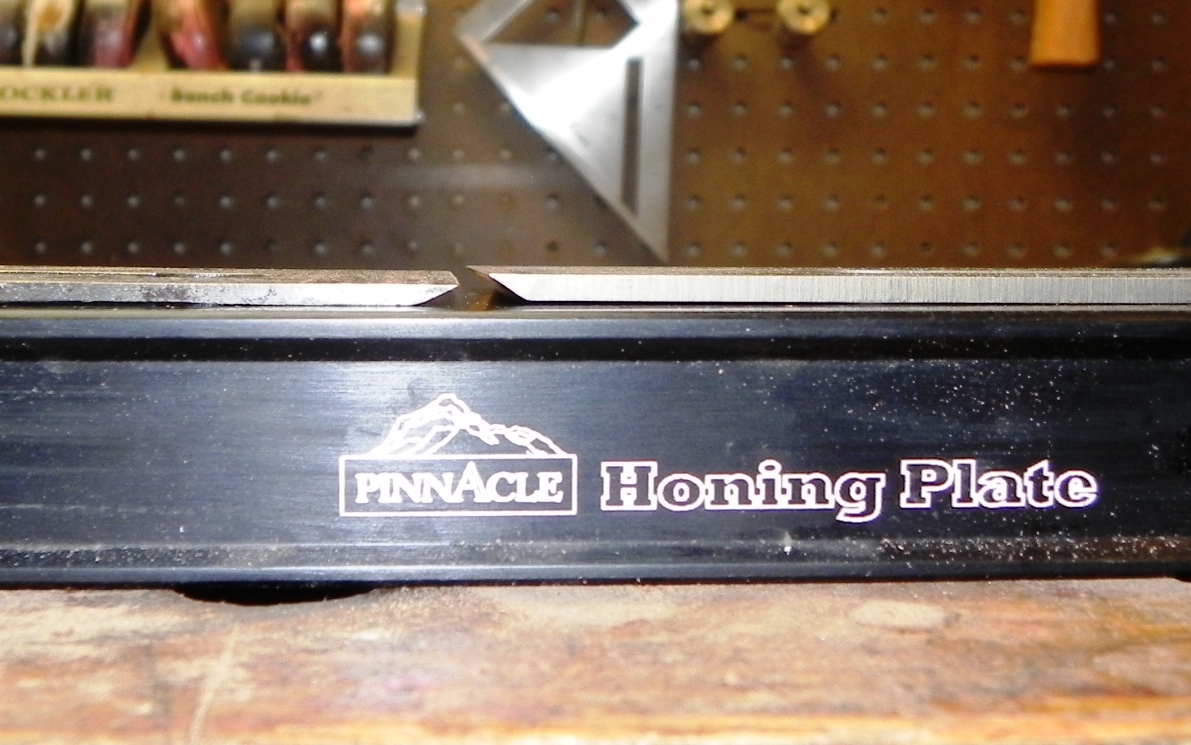 OCKLER Bench Cookie
PINNACLE Honing Plate